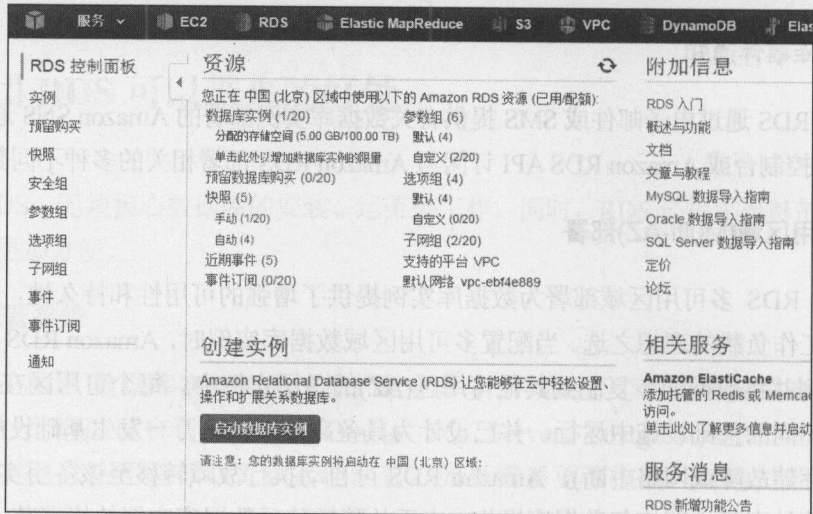 服务 EC2 RDS Elastic MapReduce S3 VPC DynamoDB Elas
RDS 控制面板
实例
预留购买
快照
安全组
参数组
选项组
子网组
事件
事件订阅
通知
资源
您正在 中国 (北京) 区域中使用以下的 Amazon RDS 资源 (已用/配额):
数据库实例 (1/20)
分配的存储空间 (5.00 GB/100.00 TB)
单击此处以增加数据库实例的限量
预留数据库购买 (0/20)
快照 (5)
手动 (1/20)
自动 (4)
近期事件 (5)
事件订阅 (0/20)
参数组 (6)
默认 (4)
自定义 (2/20)
选项组 (4)
默认 (4)
自定义 (0/20)
子网组 (2/20)
支持的平台 VPC
默认网络 vpc-ebf4e889
创建实例
Amazon Relational Database Service (RDS) 让您能够在云中轻松设置、
操作和扩展关系数据库。
启动数据库实例
请注意: 您的数据库实例将启动在 中国 (北京) 区域:
附加信息
RDS 入门
概述与功能
文档
文章与教程
MySQL 数据导入指南
Oracle 数据导入指南
SQL Server 数据导入指南
定价
论坛
相关服务
Amazon ElastiCache
添加托管的 Redis 或 Memcac
访问。
单击此处了解更多信息并启动
服务消息
RDS 新增功能公告